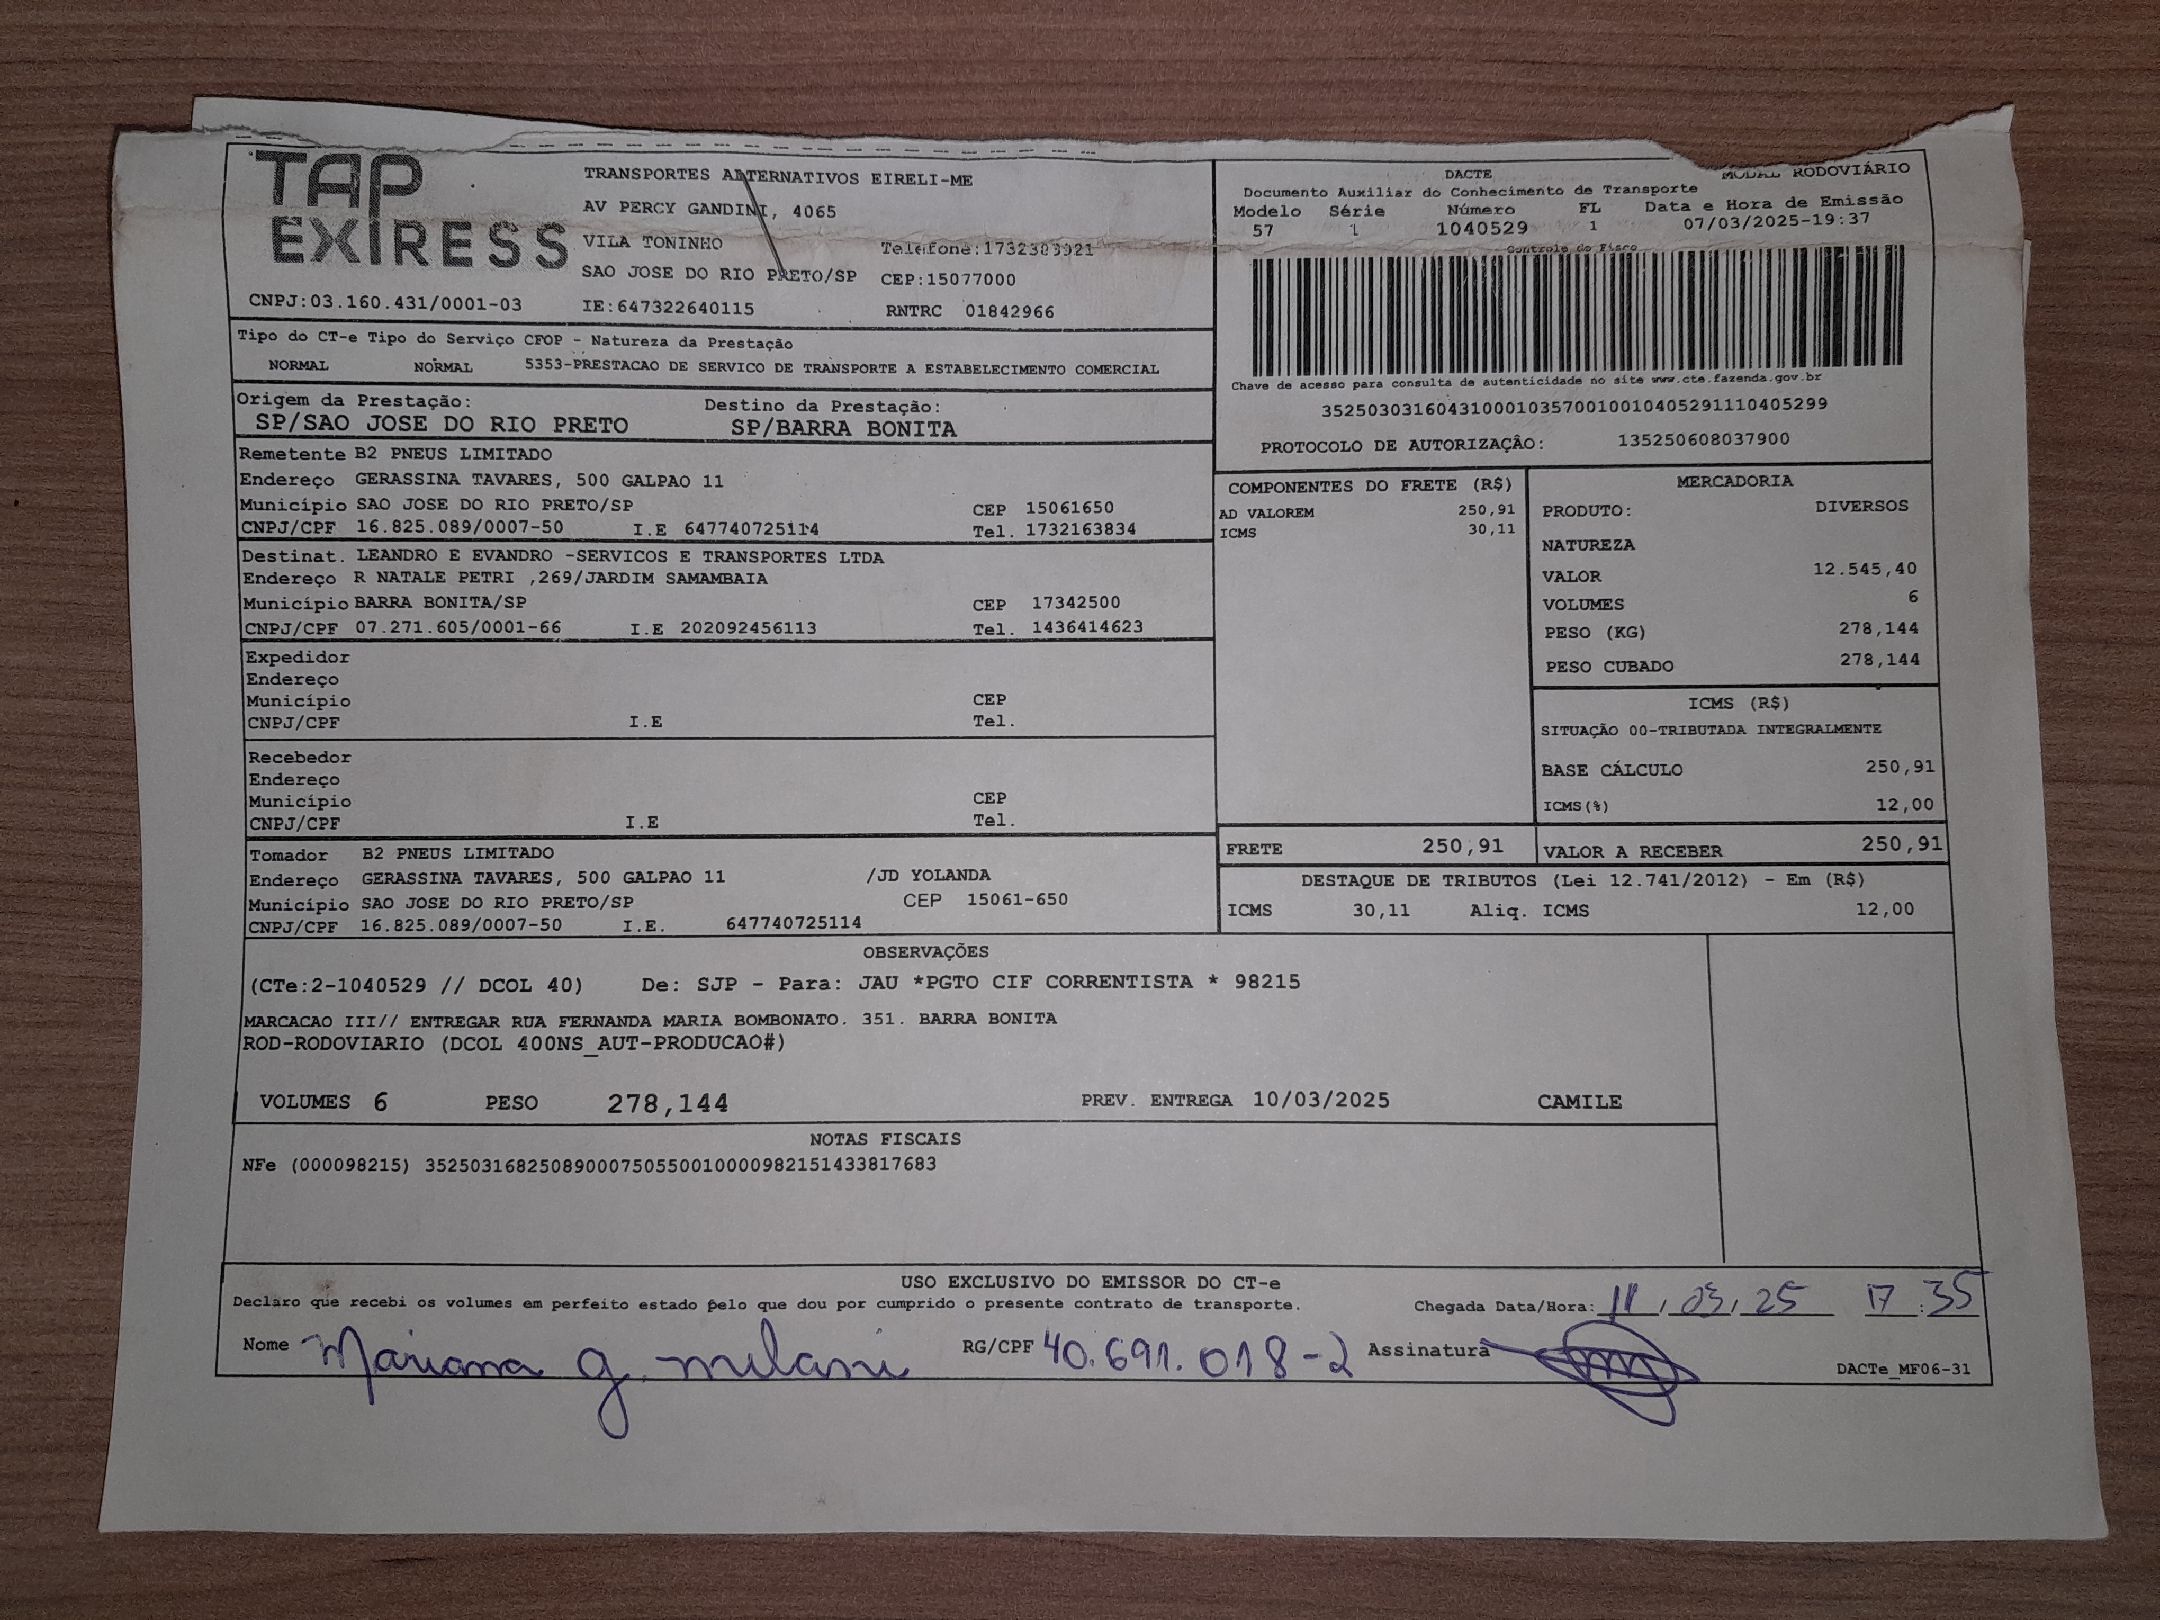 TAP
EXPRESS
TRANSPORTES ALTERNATIVOS EIRELI-ME
AV PERCY GANDINI, 4065
VILA TONINHO
SAO JOSE DO RIO PRETO/SP CEP:15077000
CNPJ:03.160.431/0001-03 IE:647322640115 RNTRC 01842966
DACTE MODAL RODOVIÁRIO
Documento Auxiliar do Conhecimento de Transporte
Modelo Série Número FL Data e Hora de Emissão
57 1 1040529 1 07/03/2025-19:37
Controle do Fisco
Chave de acesso para consulta de autenticidade no site www.cte.fazenda.gov.br
35250303160431000103570010010405291110405299
PROTOCOLO DE AUTORIZAÇÂO: 135250608037900
Tipo do CT-e Tipo do Serviço CFOP - Natureza da Prestação
NORMAL NORMAL 5353-PRESTACAO DE SERVICO DE TRANSPORTE A ESTABELECIMENTO COMERCIAL
Origem da Prestação: Destino da Prestação:
SP/SAO JOSE DO RIO PRETO SP/BARRA BONITA
Remetente B2 PNEUS LIMITADO
Endereço GERASSINA TAVARES, 500 GALPAO 11
Município SAO JOSE DO RIO PRETO/SP CEP 15061650
CNPJ/CPF 16.825.089/0007-50 I.E 647740725114 Tel. 1732163834
Destinat. LEANDRO E EVANDRO -SERVICOS E TRANSPORTES LTDA
Endereço R NATALE PETRI ,269/JARDIM SAMAMBAIA
Município BARRA BONITA/SP CEP 17342500
CNPJ/CPF 07.271.605/0001-66 I.E 202092456113 Tel. 1436414623
Expedidor
Endereço
Município CEP
CNPJ/CPF I.E Tel.
Recebedor
Endereço
Município CEP
CNPJ/CPF I.E Tel.
Tomador B2 PNEUS LIMITADO
Endereço GERASSINA TAVARES, 500 GALPAO 11 /JD YOLANDA
Município SAO JOSE DO RIO PRETO/SP CEP 15061-650
CNPJ/CPF 16.825.089/0007-50 I.E. 647740725114
COMPONENTES DO FRETE (R$)
AD VALOREM 250,91
ICMS 30,11
MERCADORIA
PRODUTO: DIVERSOS
NATUREZA
VALOR 12.545,40
VOLUMES 6
PESO (KG) 278,144
PESO CUBADO 278,144
ICMS (R$)
SITUAÇÃO 00-TRIBUTADA INTEGRALMENTE
BASE CÁLCULO 250,91
ICMS(%) 12,00
FRETE 250,91 VALOR A RECEBER 250,91
DESTAQUE DE TRIBUTOS (Lei 12.741/2012) - Em (R$)
ICMS 30,11 Aliq. ICMS 12,00
OBSERVAÇÕES
(CTe:2-1040529 // DCOL 40) De: SJP - Para: JAU *PGTO CIF CORRENTISTA * 98215
MARCACAO III// ENTREGAR RUA FERNANDA MARIA BOMBONATO. 351. BARRA BONITA
ROD-RODOVIARIO (DCOL 400NS_AUT-PRODUCAO#)
VOLUMES 6 PESO 278,144 PREV. ENTREGA 10/03/2025 CAMILE
NOTAS FISCAIS
NFe (000098215) 35250316825089000750550010000982151433817683
USO EXCLUSIVO DO EMISSOR DO CT-e
Declaro que recebi os volumes em perfeito estado pelo que dou por cumprido o presente contrato de transporte. Chegada Data/Hora: 11/03/25 17:35
Nome Mariana G. Milani RG/CPF 40.691.018-2 Assinatura
DACTe_MF06-31